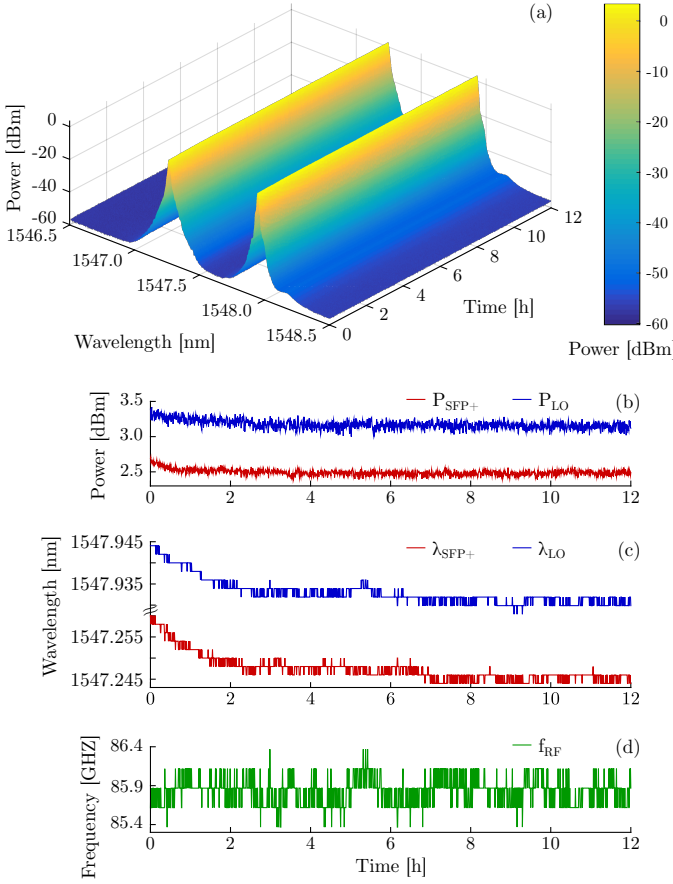 (a)
0
-20
-40
-60
Power [dBm]
1546.5
1547.0
1547.5
1548.0
1548.5
Wavelength [nm]
0
2
4
6
8
10
12
Time [h]
0
-10
-20
-30
-40
-50
-60
Power [dBm]
3.5
3.0
2.5
Power [dBm]
P_SFP+ P_LO (b)
0 2 4 6 8 10 12
1547.945
1547.935
1547.255
1547.245
Wavelength [nm]
λ_SFP+ λ_LO (c)
0 2 4 6 8 10 12
86.4
85.9
85.4
Frequency [GHZ]
f_RF (d)
0 2 4 6 8 10 12
Time [h]